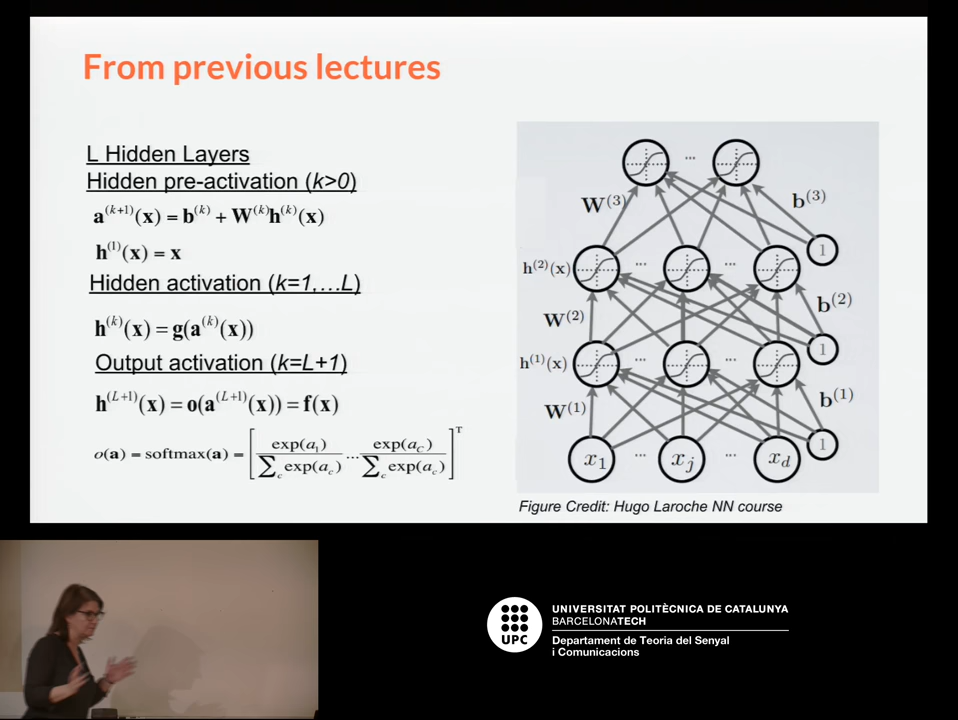 From previous lectures
L Hidden Layers
Hidden pre-activation (k>0)
a^(k+1)(x) = b^(k) + W^(k)h^(k)(x)
h^(1)(x) = x
Hidden activation (k=1,…L)
h^(k)(x) = g(a^(k)(x))
Output activation (k=L+1)
h^(L+1)(x) = o(a^(L+1)(x)) = f(x)
o(a) = softmax(a) = [exp(a_1) / ∑_c exp(a_c) … exp(a_C) / ∑_c exp(a_c)]^T
...
W^(3) b^(3)
1
h^(2)(x) ... ...
W^(2) b^(2)
1
h^(1)(x) ... ...
W^(1) b^(1)
1
x_1 ... x_j ... x_d
Figure Credit: Hugo Laroche NN course
UPC
UNIVERSITAT POLITÈCNICA DE CATALUNYA
BARCELONATECH
Departament de Teoria del Senyal
i Comunicacions